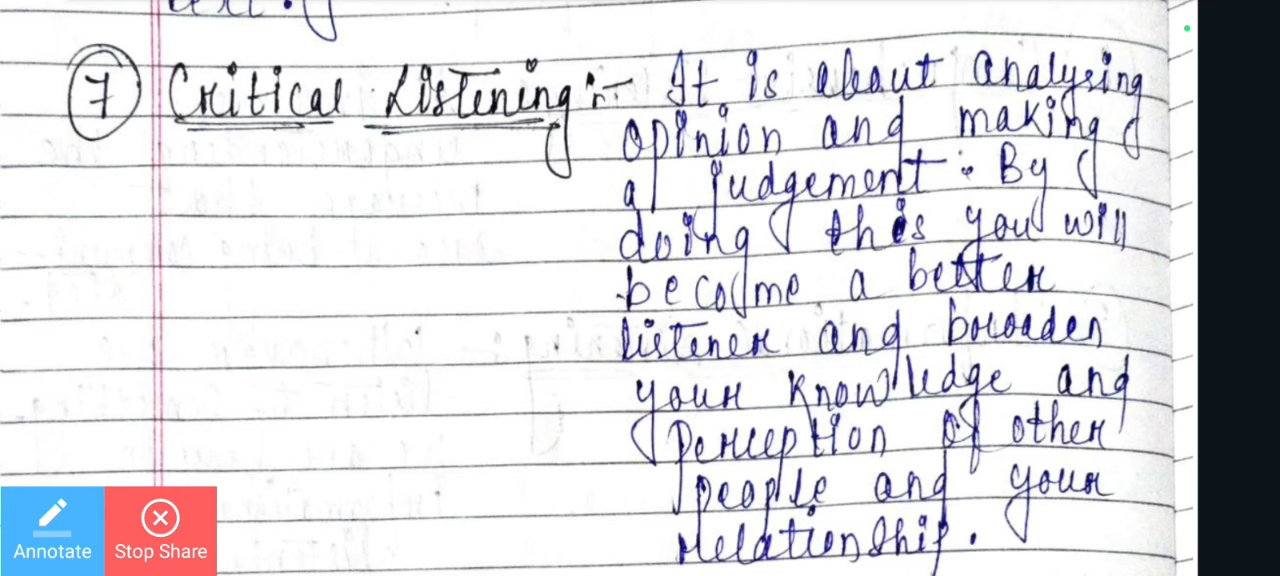 text.
7 Critical Listening :- It is about analysing
opinion and making
a judgement. By
doing this you will
become a better
listener and broaden
your knowledge and
perception of other
people and your
relationship.
Annotate Stop Share